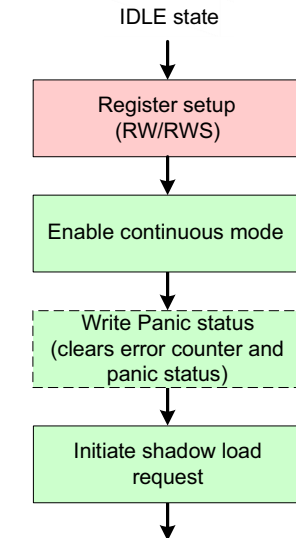 IDLE state
Register setup
(RW/RWS)
Enable continuous mode
Write Panic status
(clears error counter and
panic status)
Initiate shadow load
request